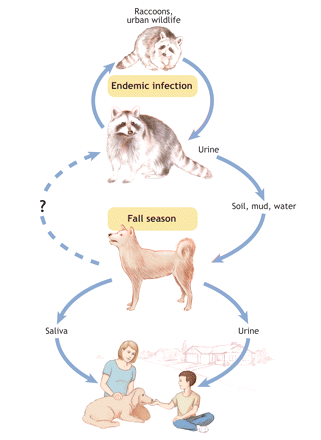 Raccoons,
urban wildlife
Endemic infection
Urine
Soil, mud, water
?
Fall season
Saliva
Urine